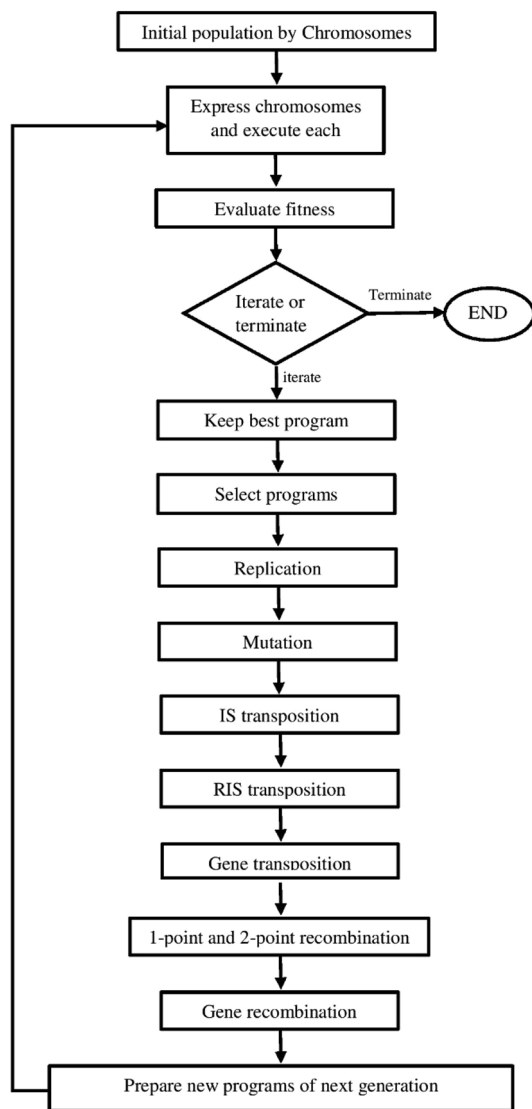 Initial population by Chromosomes
Express chromosomes
and execute each
Evaluate fitness
Iterate or
terminate
Terminate
END
iterate
Keep best program
Select programs
Replication
Mutation
IS transposition
RIS transposition
Gene transposition
1-point and 2-point recombination
Gene recombination
Prepare new programs of next generation